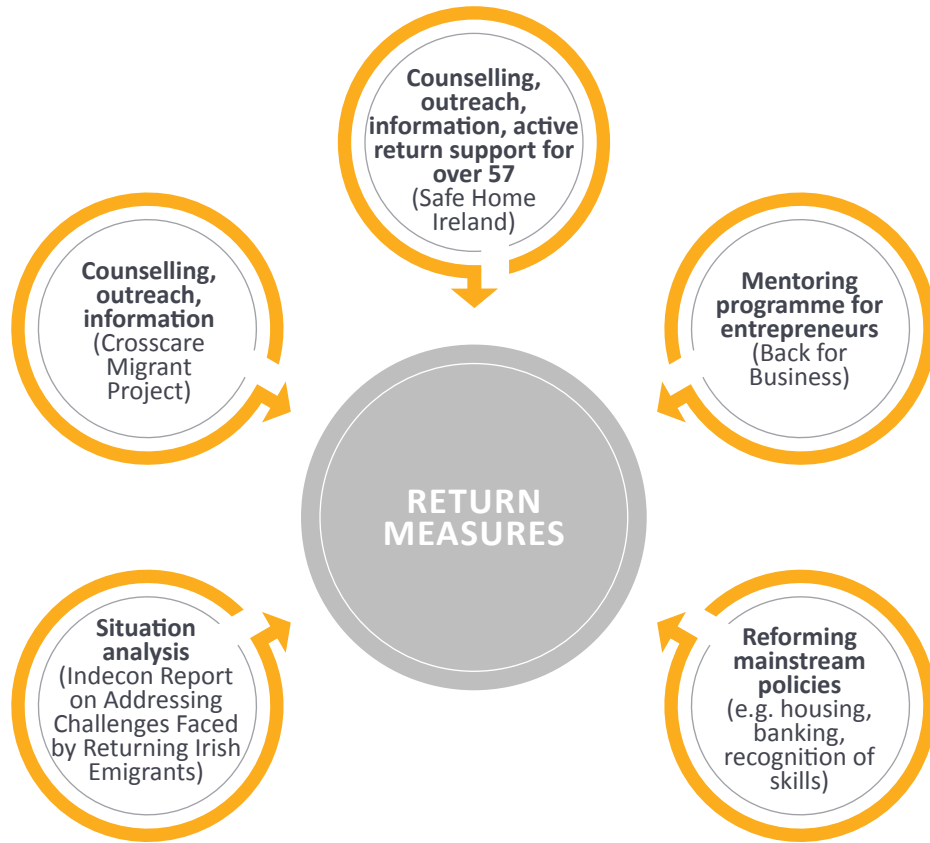 Counselling,
outreach,
information, active
return support for
over 57
(Safe Home
Ireland)
Counselling,
outreach,
information
(Crosscare
Migrant
Project)
Mentoring
programme for
entrepreneurs
(Back for
Business)
RETURN
MEASURES
Situation
analysis
(Indecon Report
on Addressing
Challenges Faced
by Returning Irish
Emigrants)
Reforming
mainstream
policies
(e.g. housing,
banking,
recognition of
skills)